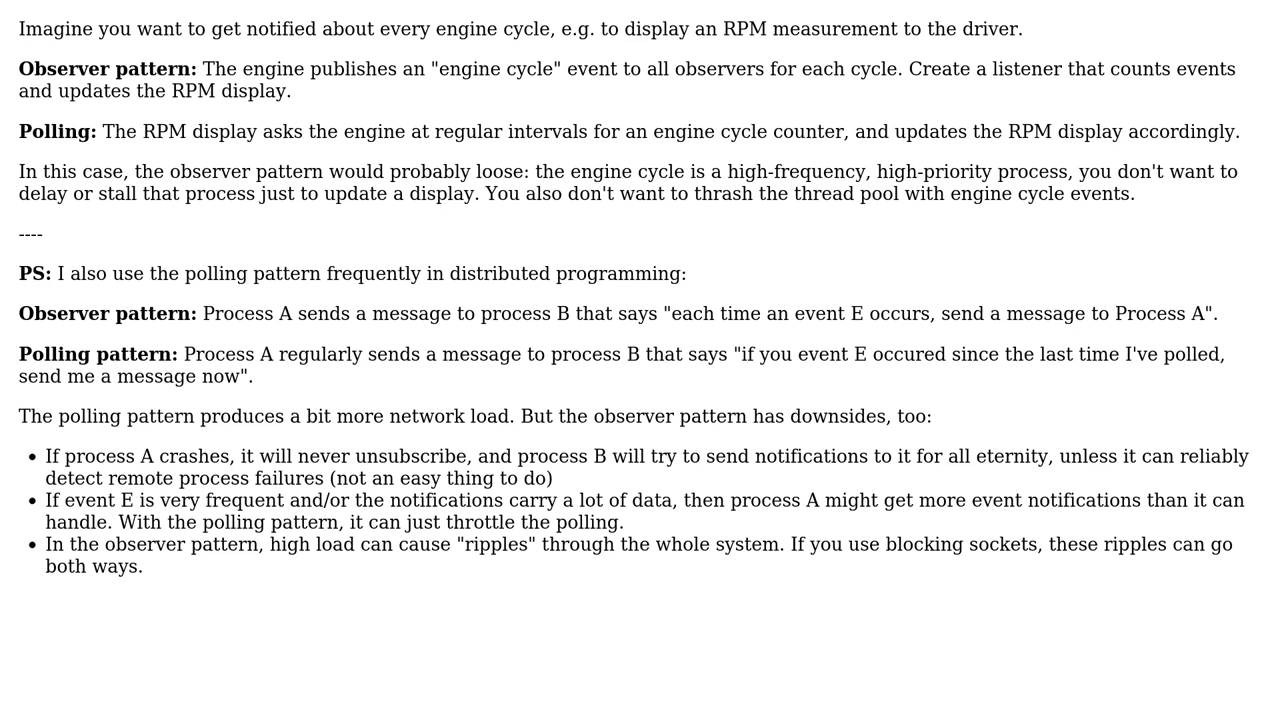 Imagine you want to get notified about every engine cycle, e.g. to display an RPM measurement to the driver.
Observer pattern: The engine publishes an "engine cycle" event to all observers for each cycle. Create a listener that counts events
and updates the RPM display.
Polling: The RPM display asks the engine at regular intervals for an engine cycle counter, and updates the RPM display accordingly.
In this case, the observer pattern would probably loose: the engine cycle is a high-frequency, high-priority process, you don't want to
delay or stall that process just to update a display. You also don't want to thrash the thread pool with engine cycle events.
----
PS: I also use the polling pattern frequently in distributed programming:
Observer pattern: Process A sends a message to process B that says "each time an event E occurs, send a message to Process A".
Polling pattern: Process A regularly sends a message to process B that says "if you event E occured since the last time I've polled,
send me a message now".
The polling pattern produces a bit more network load. But the observer pattern has downsides, too:
• If process A crashes, it will never unsubscribe, and process B will try to send notifications to it for all eternity, unless it can reliably
detect remote process failures (not an easy thing to do)
• If event E is very frequent and/or the notifications carry a lot of data, then process A might get more event notifications than it can
handle. With the polling pattern, it can just throttle the polling.
• In the observer pattern, high load can cause "ripples" through the whole system. If you use blocking sockets, these ripples can go
both ways.